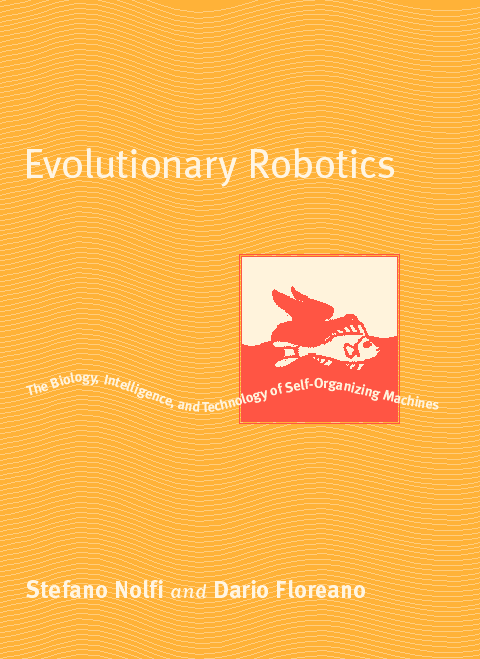 Evolutionary Robotics
The Biology, Intelligence, and Technology of Self-Organizing Machines
Stefano Nolfi and Dario Floreano